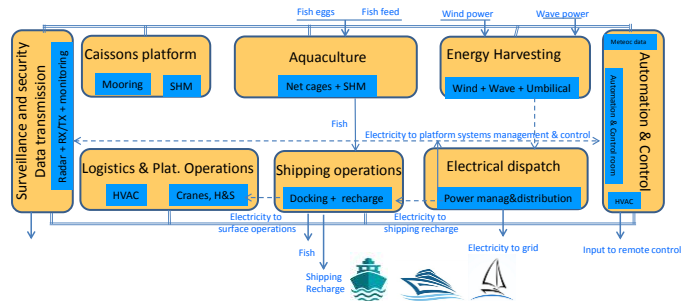 Fish eggs
Fish feed
Wind power
Wave power
Surveillance and security
Data transmission
Radar + RX/TX + monitoring
Caissons platform
Mooring
SHM
Aquaculture
Net cages + SHM
Energy Harvesting
Wind + Wave + Umbilical
Meteoc data
Automation & Control
Automation & Control room
HVAC
Fish
Electricity to platform systems management & control
Logistics & Plat. Operations
HVAC
Cranes, H&S
Shipping operations
Docking + recharge
Electrical dispatch
Power manag&distribution
Electricity to
surface operations
Electricity to
shipping recharge
Fish
Shipping
Recharge
Electricity to grid
Input to remote control